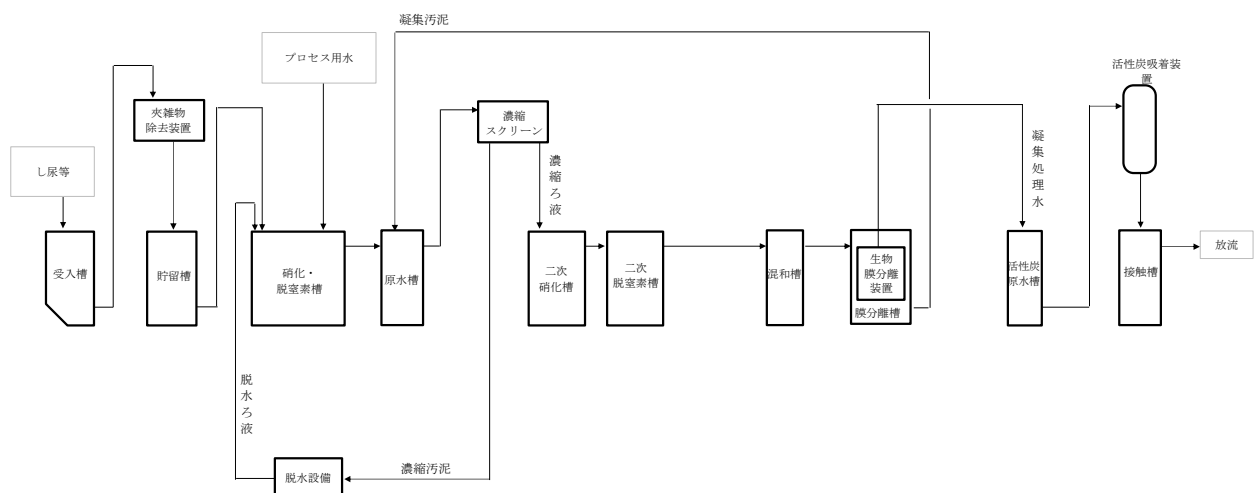 凝集汚泥
プロセス用水
活性炭吸着装
置
夾雑物
除去装置
濃縮
スクリーン
し尿等
濃縮ろ液
凝集処理水
受入槽
貯留槽
硝化・
脱窒素槽
原水槽
二次
硝化槽
二次
脱窒素槽
混和槽
生物
膜分離
装置
膜分離槽
活性炭
原水槽
接触槽
放流
脱水ろ液
脱水設備
濃縮汚泥